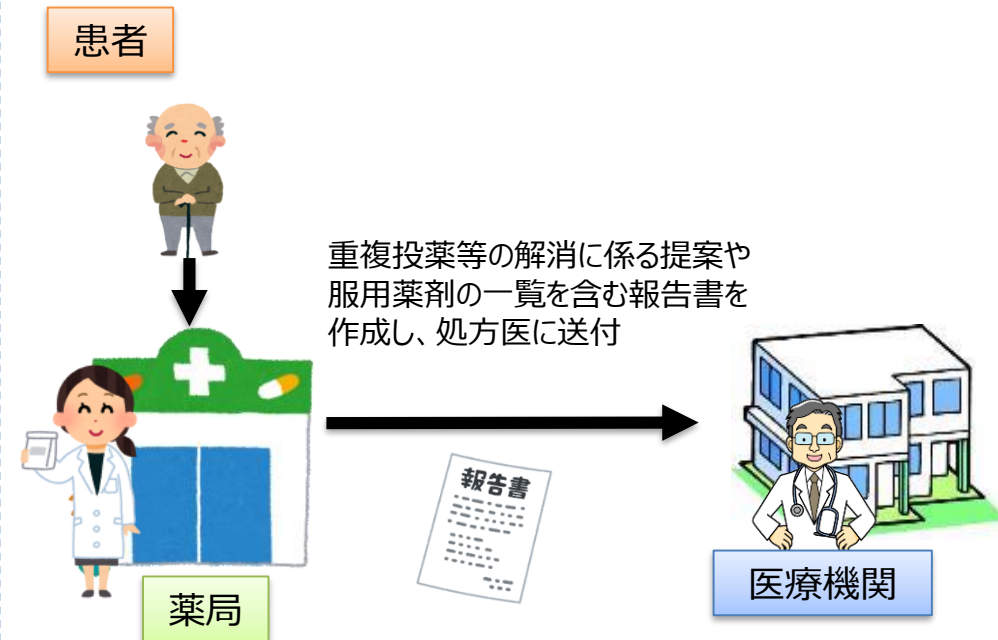 患者
重複投薬等の解消に係る提案や
服用薬剤の一覧を含む報告書を
作成し、処方医に送付
報告書
薬局
医療機関